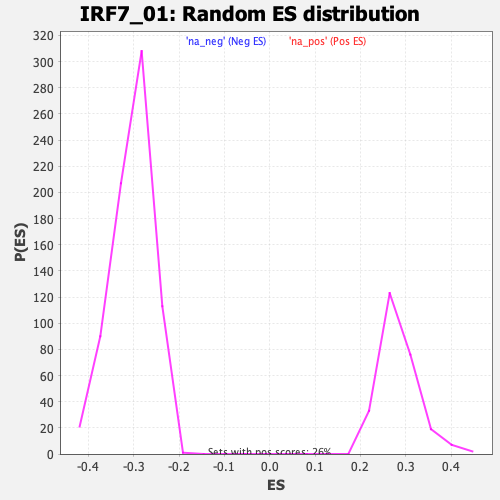 IRF7_01: Random ES distribution
'na_neg' (Neg ES) 'na_pos' (Pos ES)
P(ES)
320
300
280
260
240
220
200
180
160
140
120
100
80
60
40
20
0
Sets with pos scores: 26%
-0.4 -0.3 -0.2 -0.1 0.0 0.1 0.2 0.3 0.4
ES